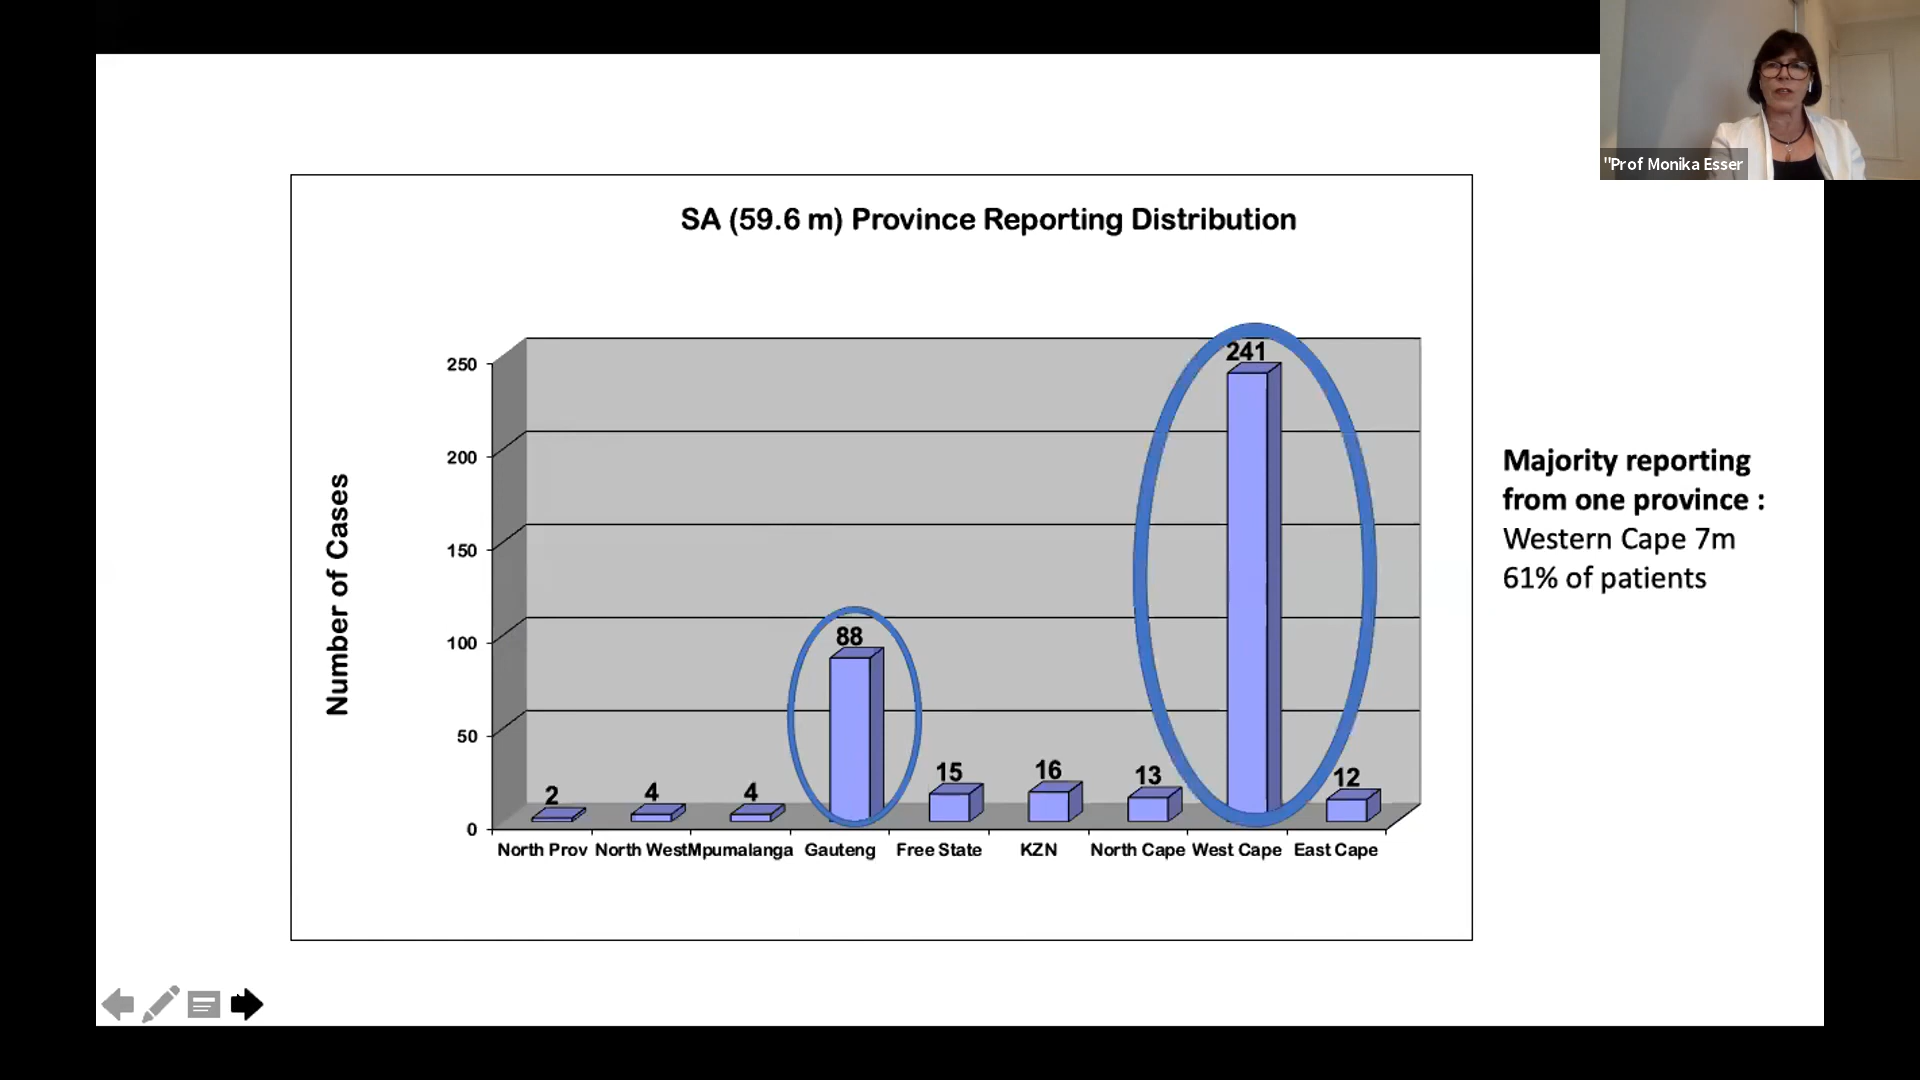 "Prof Monika Esser
SA (59.6 m) Province Reporting Distribution
Number of Cases
250
200
150
100
50
0
2
4
4
88
15
16
13
241
12
North Prov
North West
Mpumalanga
Gauteng
Free State
KZN
North Cape
West Cape
East Cape
Majority reporting
from one province :
Western Cape 7m
61% of patients